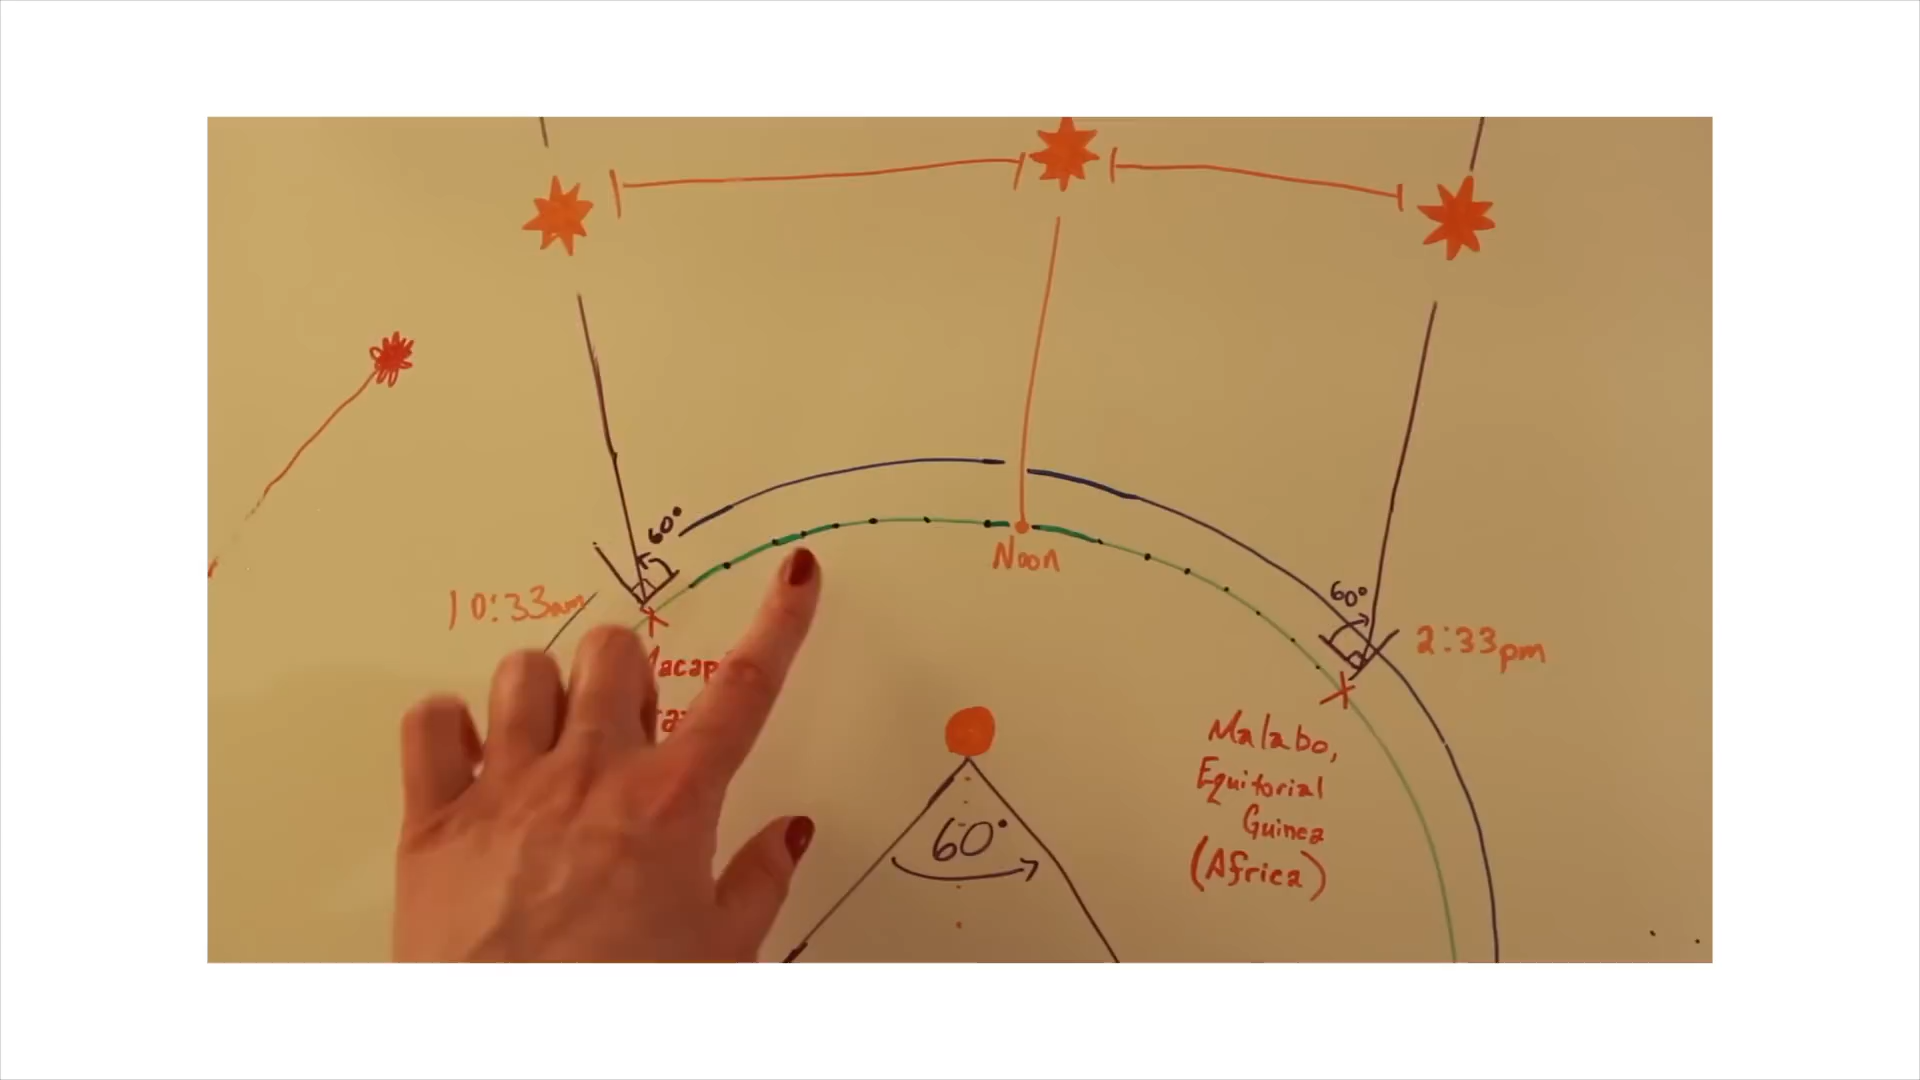 60°
Noon
10:33am
60°
2:33pm
Malabo,
Equitorial
Guinea
(Africa)
60°